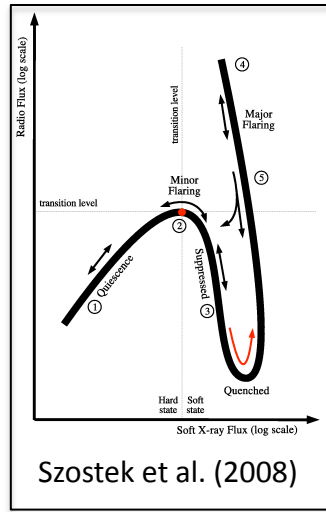 Radio Flux (log scale)
④
transition level
Major
Flaring
⑤
Minor
Flaring
transition level
②
Quiescence
①
Suppressed
③
Quenched
Hard
state
Soft
state
Soft X-ray Flux (log scale)
Szostek et al. (2008)